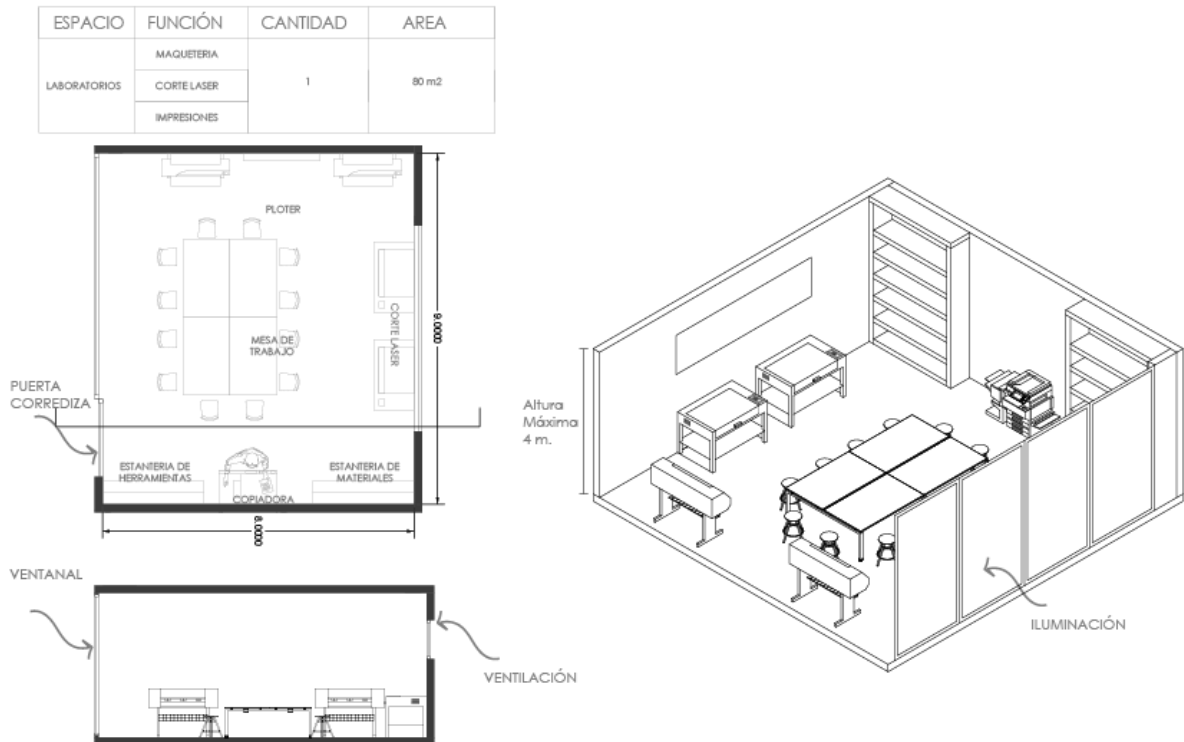 ESPACIO FUNCIÓN CANTIDAD AREA
MAQUETERIA
LABORATORIOS CORTE LASER 1 80 m2
IMPRESIONES
PLOTER
CORTE LASER
9.0000
MESA DE
TRABAJO
PUERTA
CORREDIZA
ESTANTERIA DE
HERRAMIENTAS
ESTANTERIA DE
MATERIALES
COPIADORA
8.0000
Altura
Máxima
4 m.
ILUMINACIÓN
VENTANAL
VENTILACIÓN